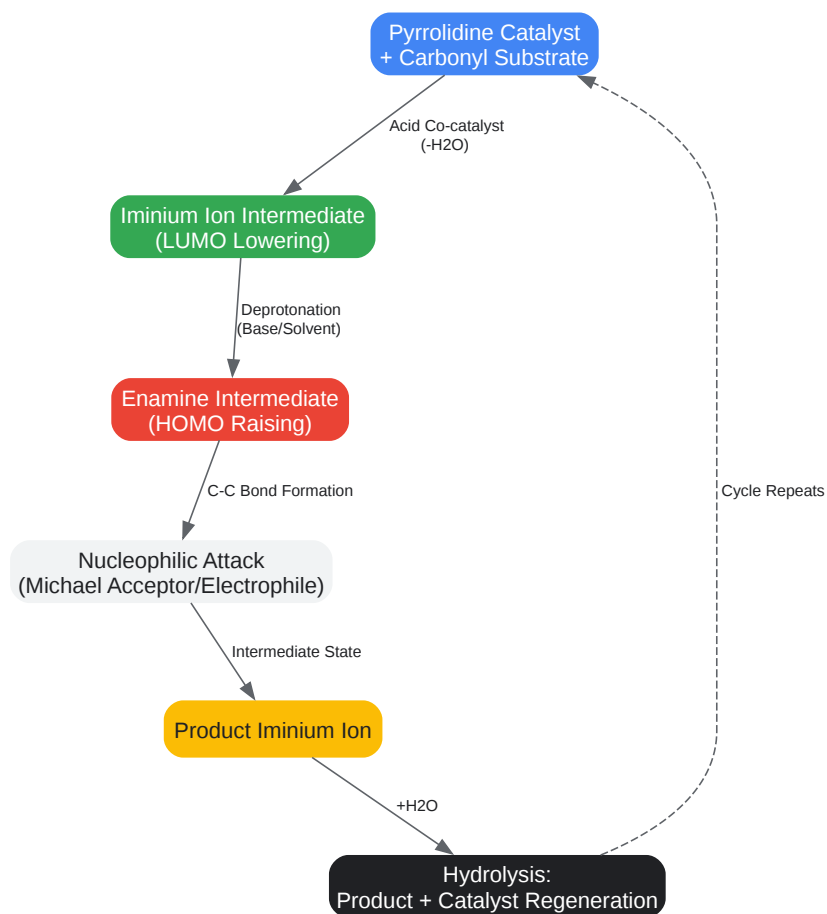 Pyrrolidine Catalyst
+ Carbonyl Substrate
Acid Co-catalyst
(-H2O)
Iminium Ion Intermediate
(LUMO Lowering)
Deprotonation
(Base/Solvent)
Enamine Intermediate
(HOMO Raising)
C-C Bond Formation
Cycle Repeats
Nucleophilic Attack
(Michael Acceptor/Electrophile)
Intermediate State
Product Iminium Ion
+H2O
Hydrolysis:
Product + Catalyst Regeneration